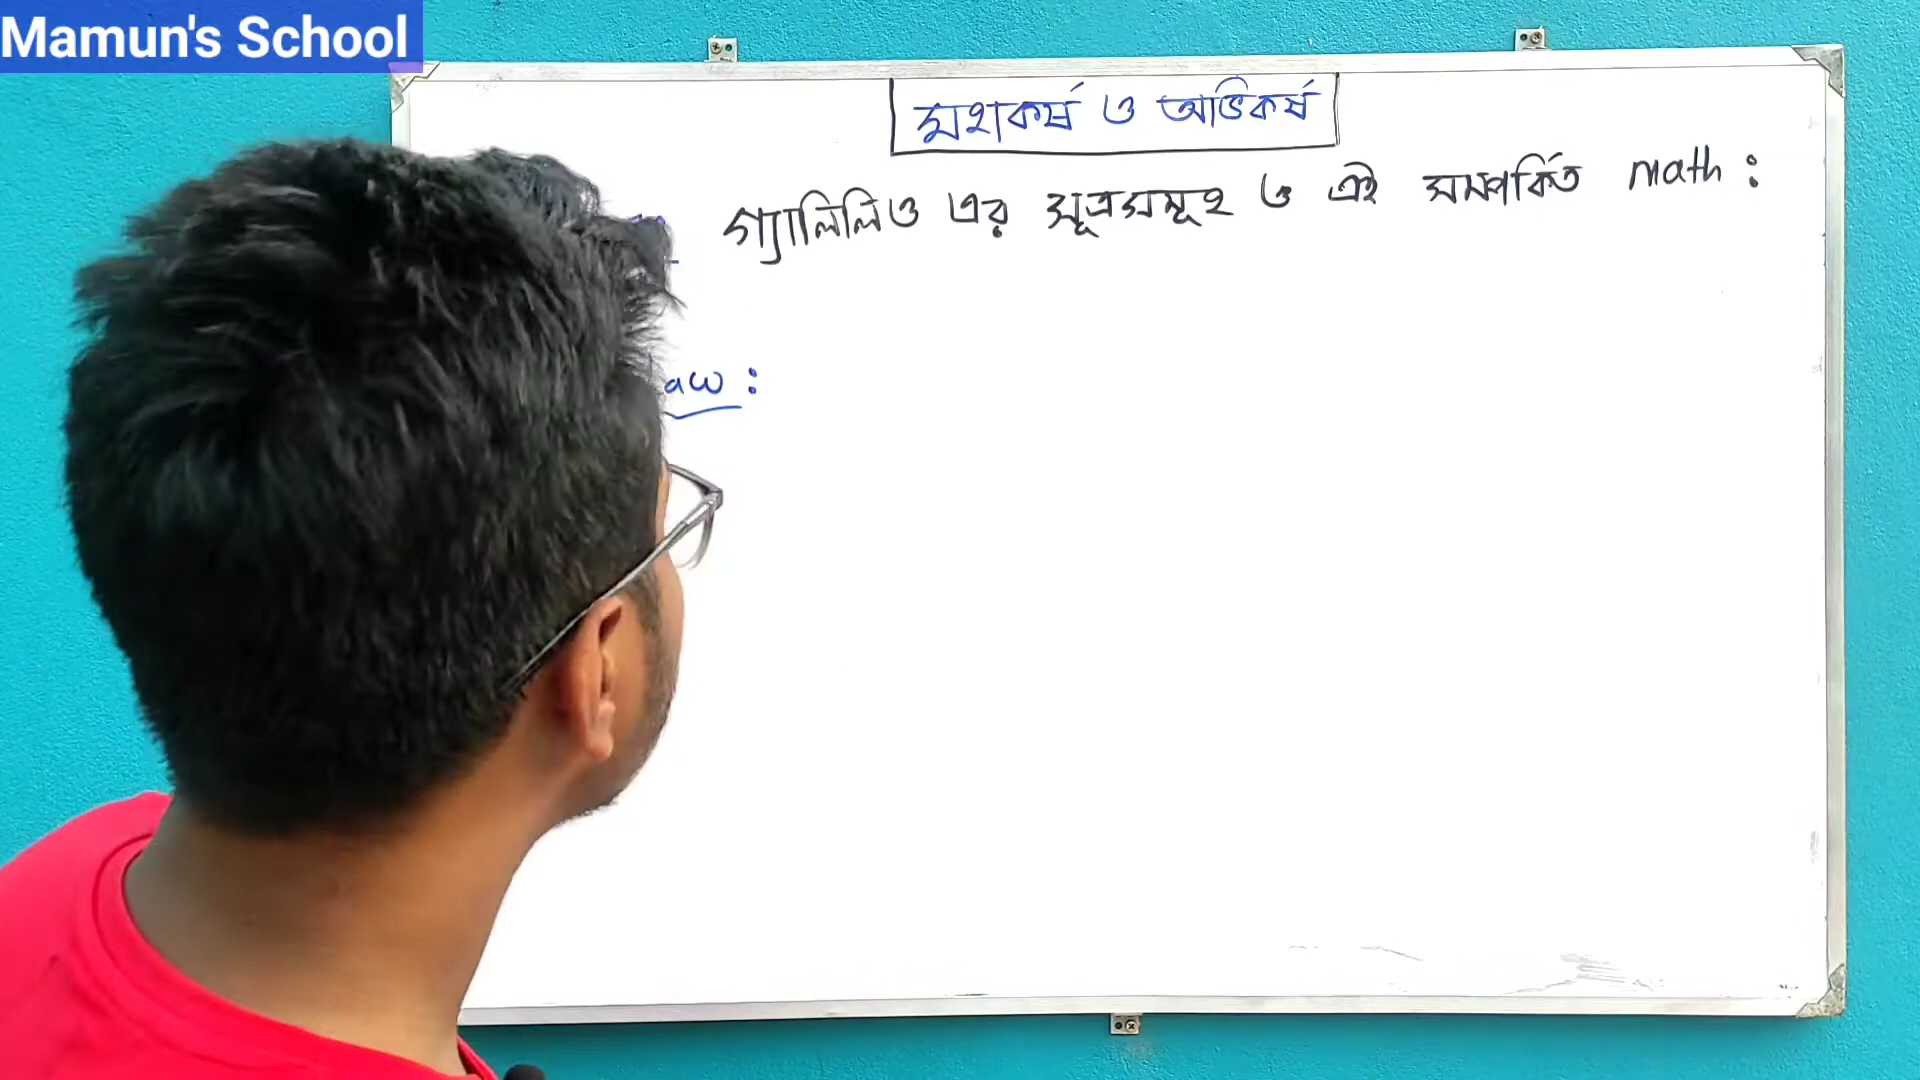 Mamun's School
মহাকর্ষ ও অভিকর্ষ
গ্যালিলিও এর সূত্রসমূহ ও এই সম্পর্কিত math :
aw :